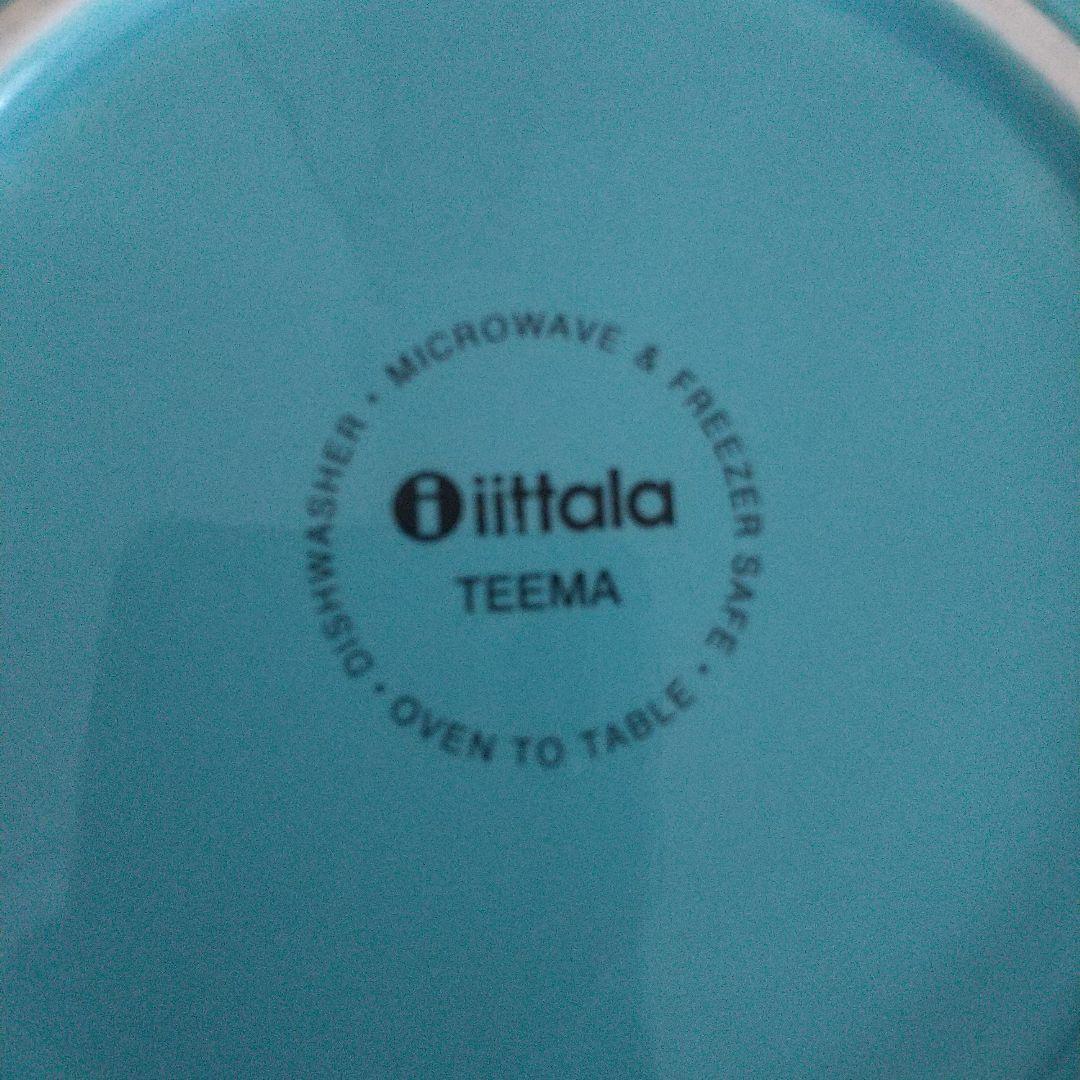 DISHWASHER • MICROWAVE & FREEZER SAFE • OVEN TO TABLE •
i iittala
TEEMA